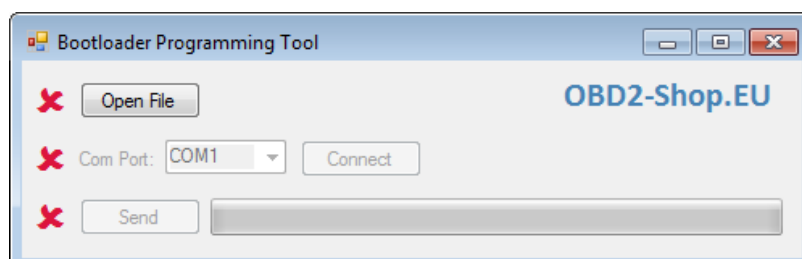 Bootloader Programming Tool
Open File OBD2-Shop.EU
Com Port: COM1 Connect
Send